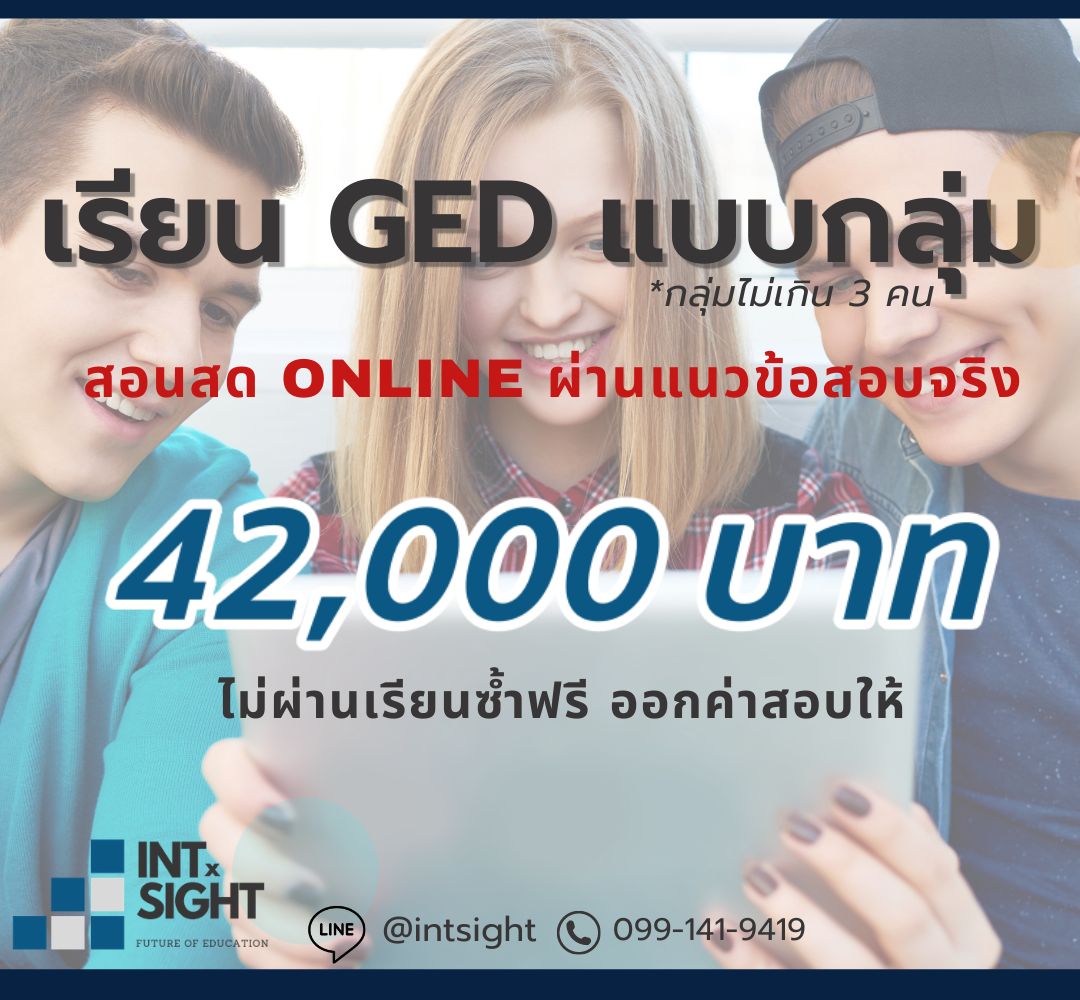 เรียน GED แบบกลุ่ม
*กลุ่มไม่เกิน 3 คน
สอนสด ONLINE ผ่านแนวข้อสอบจริง
42,000 บาท
ไม่ผ่านเรียนซ้ำฟรี ออกค่าสอบให้
INTx
SIGHT
FUTURE OF EDUCATION
LINE @intsight 099-141-9419